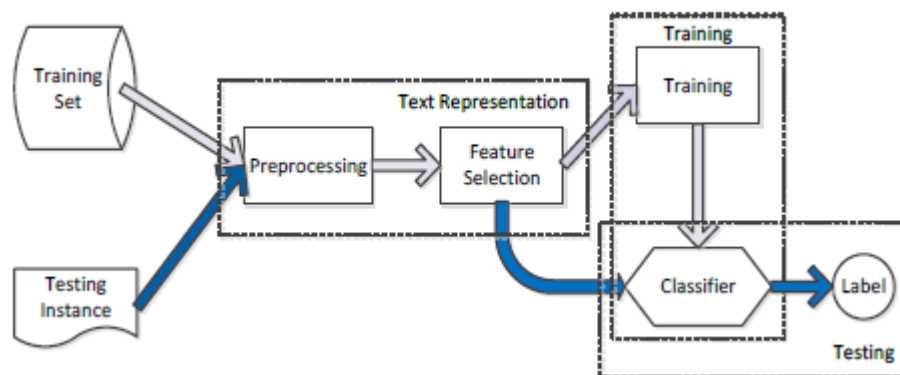 Training
Set
Testing
Instance
Text Representation
Preprocessing
Feature
Selection
Training
Training
Classifier
Label
Testing